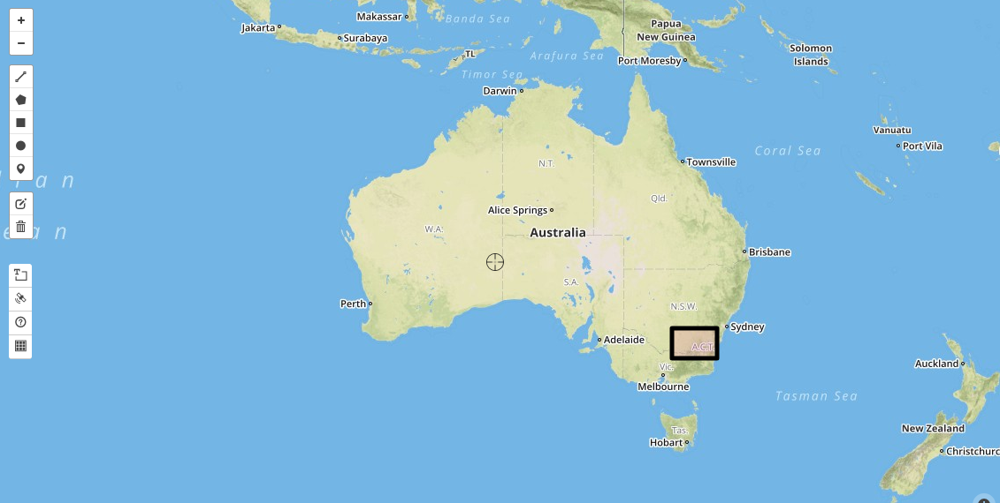 Makassar
Banda Sea
Jakarta
Surabaya
TL
Arafura Sea
Papua
New Guinea
Solomon
Islands
Port Moresby
Timor Sea
Darwin
Vanuatu
Port Vila
Coral Sea
N.T.
Townsville
Qld.
Alice Springs
W.A.
Australia
Brisbane
S.A.
N.S.W.
Perth
Sydney
Adelaide
A.C.T.
Vic.
Auckland
Melbourne
Tasman Sea
Tas.
Hobart
New Zealand
+
−
T
?